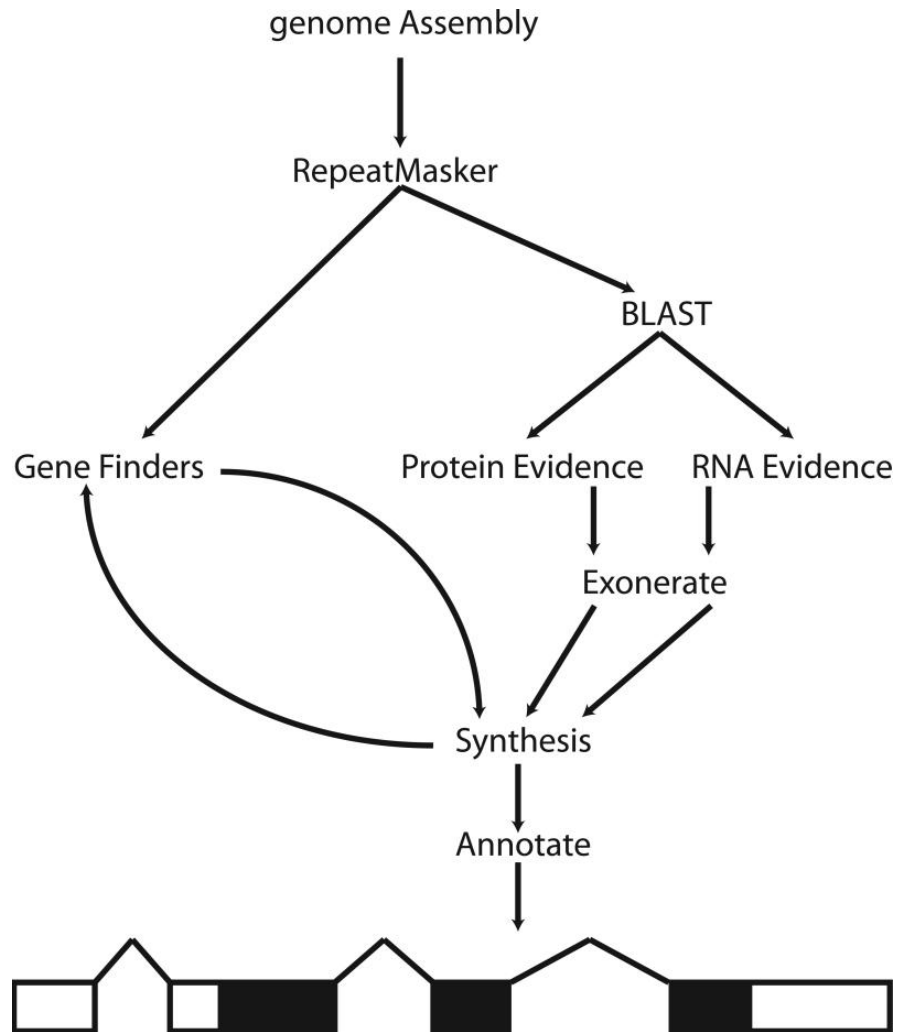 genome Assembly
RepeatMasker
BLAST
Gene Finders
Protein Evidence
RNA Evidence
Exonerate
Synthesis
Annotate